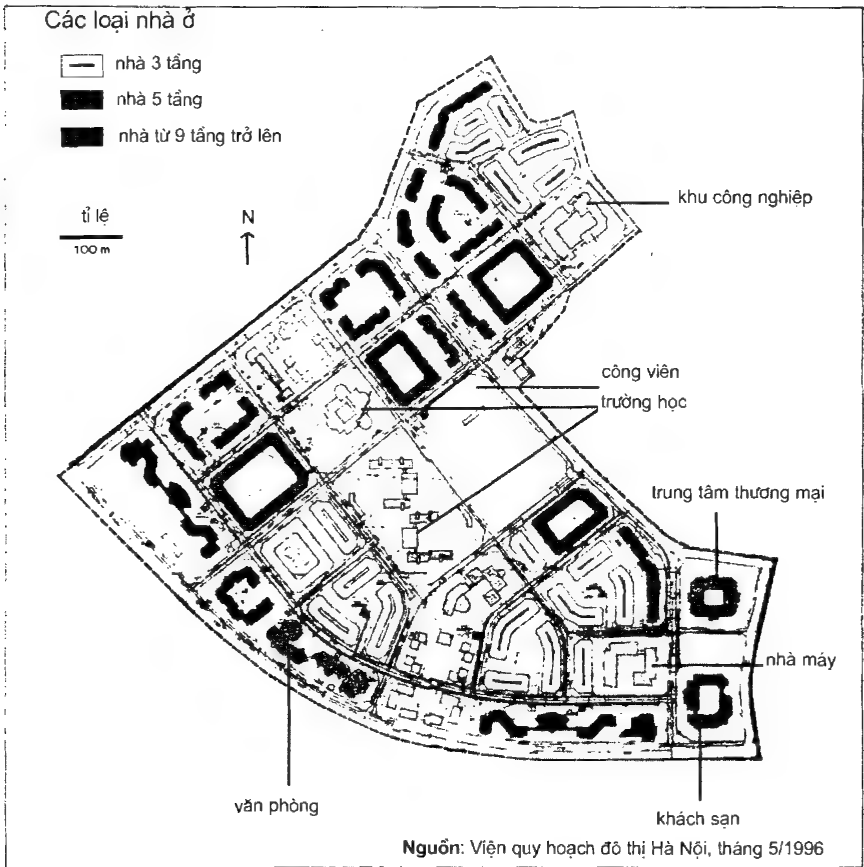 Các loại nhà ở
nhà 3 tầng
nhà 5 tầng
nhà từ 9 tầng trở lên
tỉ lệ
100 m
N
khu công nghiệp
công viên
trường học
trung tâm thương mại
nhà máy
văn phòng
khách sạn
Nguồn: Viện quy hoạch đô thị Hà Nội, tháng 5/1996